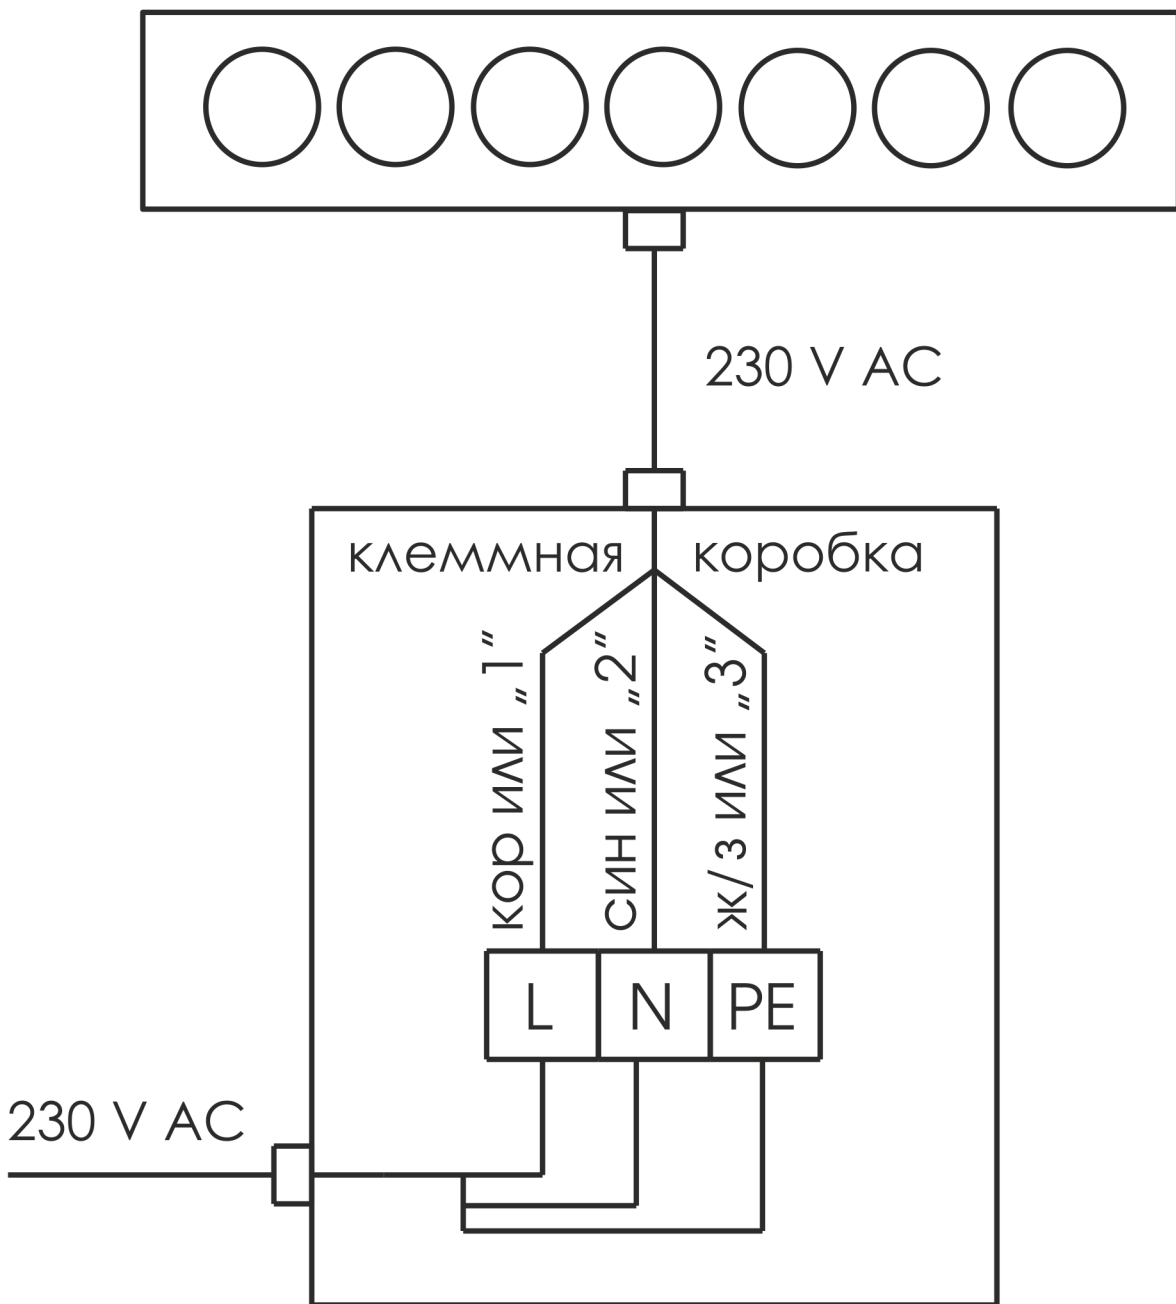 230 V AC
клеммная коробка
кор или „1”
син или „2”
ж/з или „3”
L N PE
230 V AC